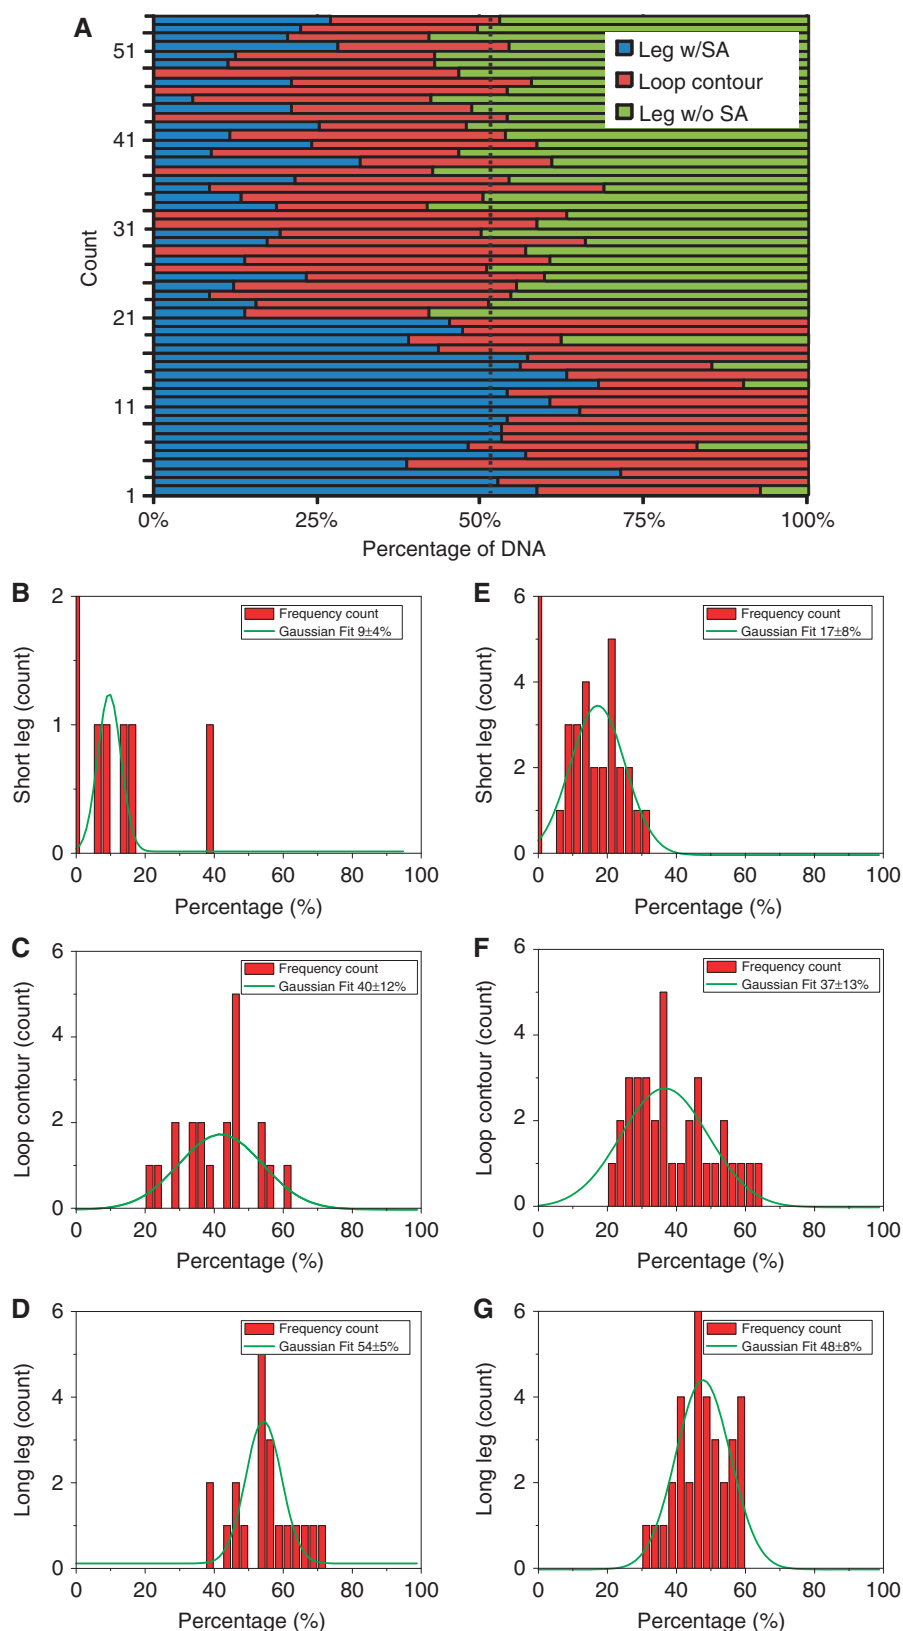 A
Leg w/SA
Loop contour
Leg w/o SA
Count
51
41
31
21
11
1
0% 25% 50% 75% 100%
Percentage of DNA
B
Short leg (count)
2
1
0
Frequency count
Gaussian Fit 9±4%
0 20 40 60 80 100
Percentage (%)
E
Short leg (count)
6
4
2
0
Frequency count
Gaussian Fit 17±8%
0 20 40 60 80 100
Percentage (%)
C
Loop contour (count)
6
4
2
0
Frequency count
Gaussian Fit 40±12%
0 20 40 60 80 100
Percentage (%)
F
Loop contour (count)
6
4
2
0
Frequency count
Gaussian Fit 37±13%
0 20 40 60 80 100
Percentage (%)
D
Long leg (count)
6
4
2
0
Frequency count
Gaussian Fit 54±5%
0 20 40 60 80 100
Percentage (%)
G
Long leg (count)
6
4
2
0
Frequency count
Gaussian Fit 48±8%
0 20 40 60 80 100
Percentage (%)